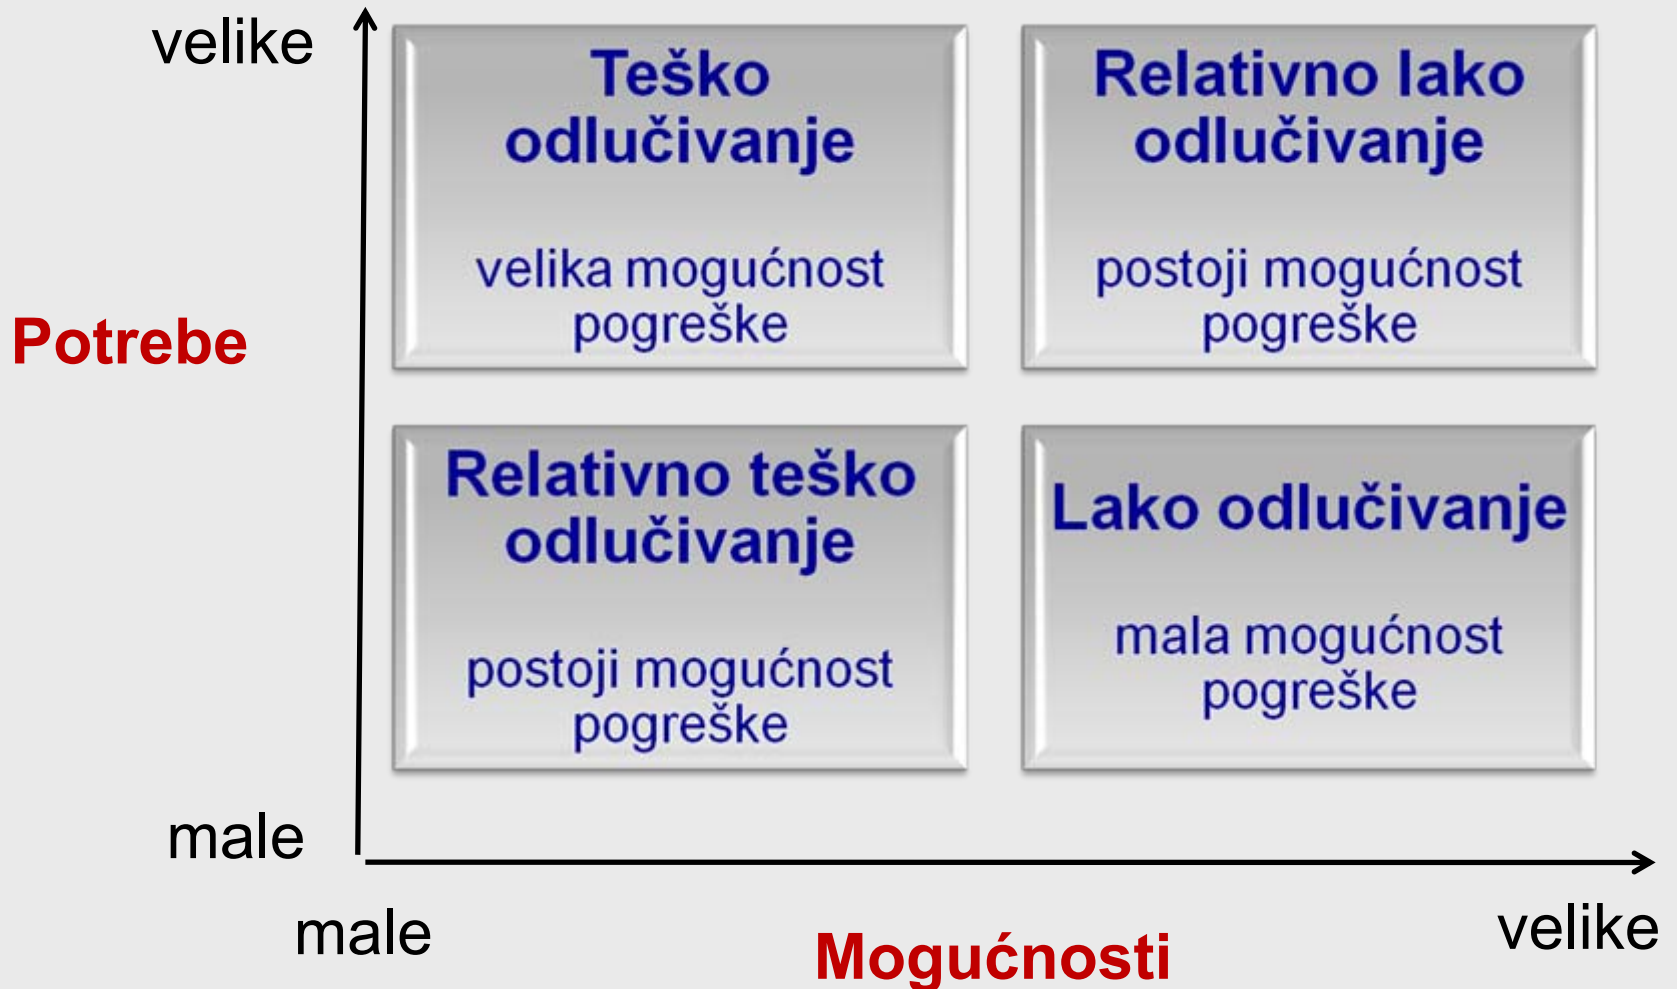 velike
Teško
odlučivanje
velika mogućnost
pogreške
Relativno lako
odlučivanje
postoji mogućnost
pogreške
Potrebe
Relativno teško
odlučivanje
postoji mogućnost
pogreške
Lako odlučivanje
mala mogućnost
pogreške
male
male
Mogućnosti
velike